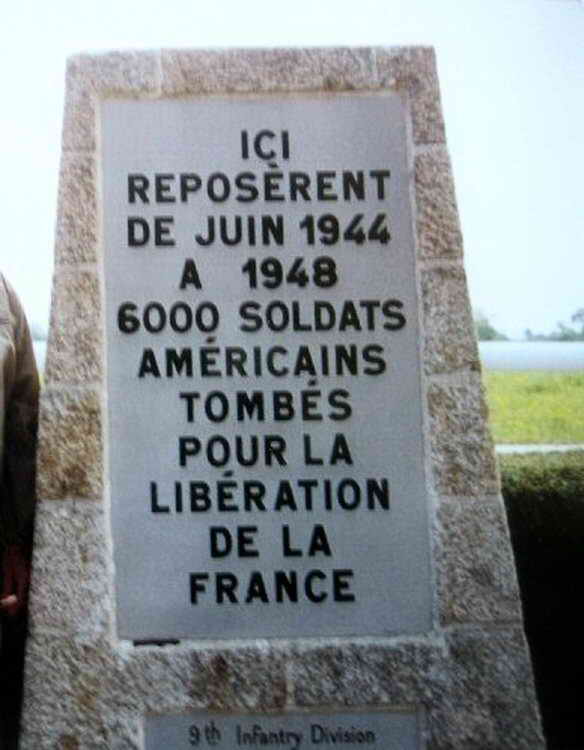 ICI
REPOSÈRENT
DE JUIN 1944
A 1948
6000 SOLDATS
AMÉRICAINS
TOMBÉS
POUR LA
LIBÉRATION
DE LA
FRANCE
9th Infantry Division